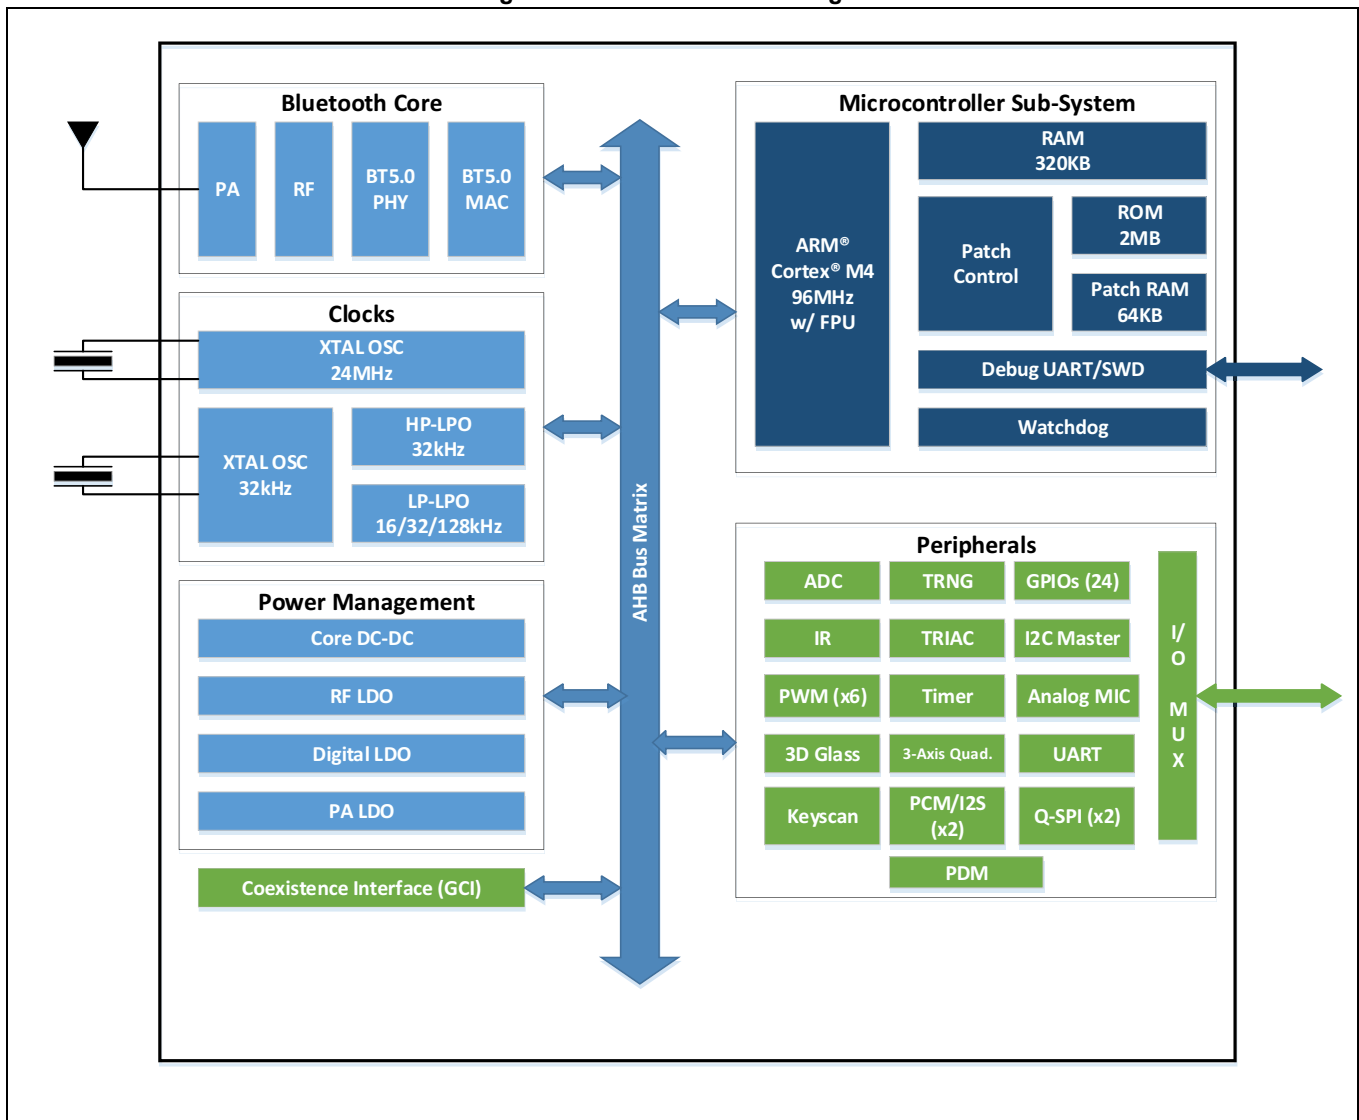 Bluetooth Core
PA
RF
BT5.0
PHY
BT5.0
MAC
Clocks
XTAL OSC
24MHz
XTAL OSC
32kHz
HP-LPO
32kHz
LP-LPO
16/32/128kHz
Power Management
Core DC-DC
RF LDO
Digital LDO
PA LDO
Coexistence Interface (GCI)
AHB Bus Matrix
Microcontroller Sub-System
ARM®
Cortex® M4
96MHz
w/ FPU
RAM
320KB
Patch
Control
ROM
2MB
Patch RAM
64KB
Debug UART/SWD
Watchdog
Peripherals
ADC
TRNG
GPIOs (24)
IR
TRIAC
I2C Master
PWM (x6)
Timer
Analog MIC
3D Glass
3-Axis Quad.
UART
Keyscan
PCM/I2S
(x2)
Q-SPI (x2)
PDM
I/
O
M
U
X